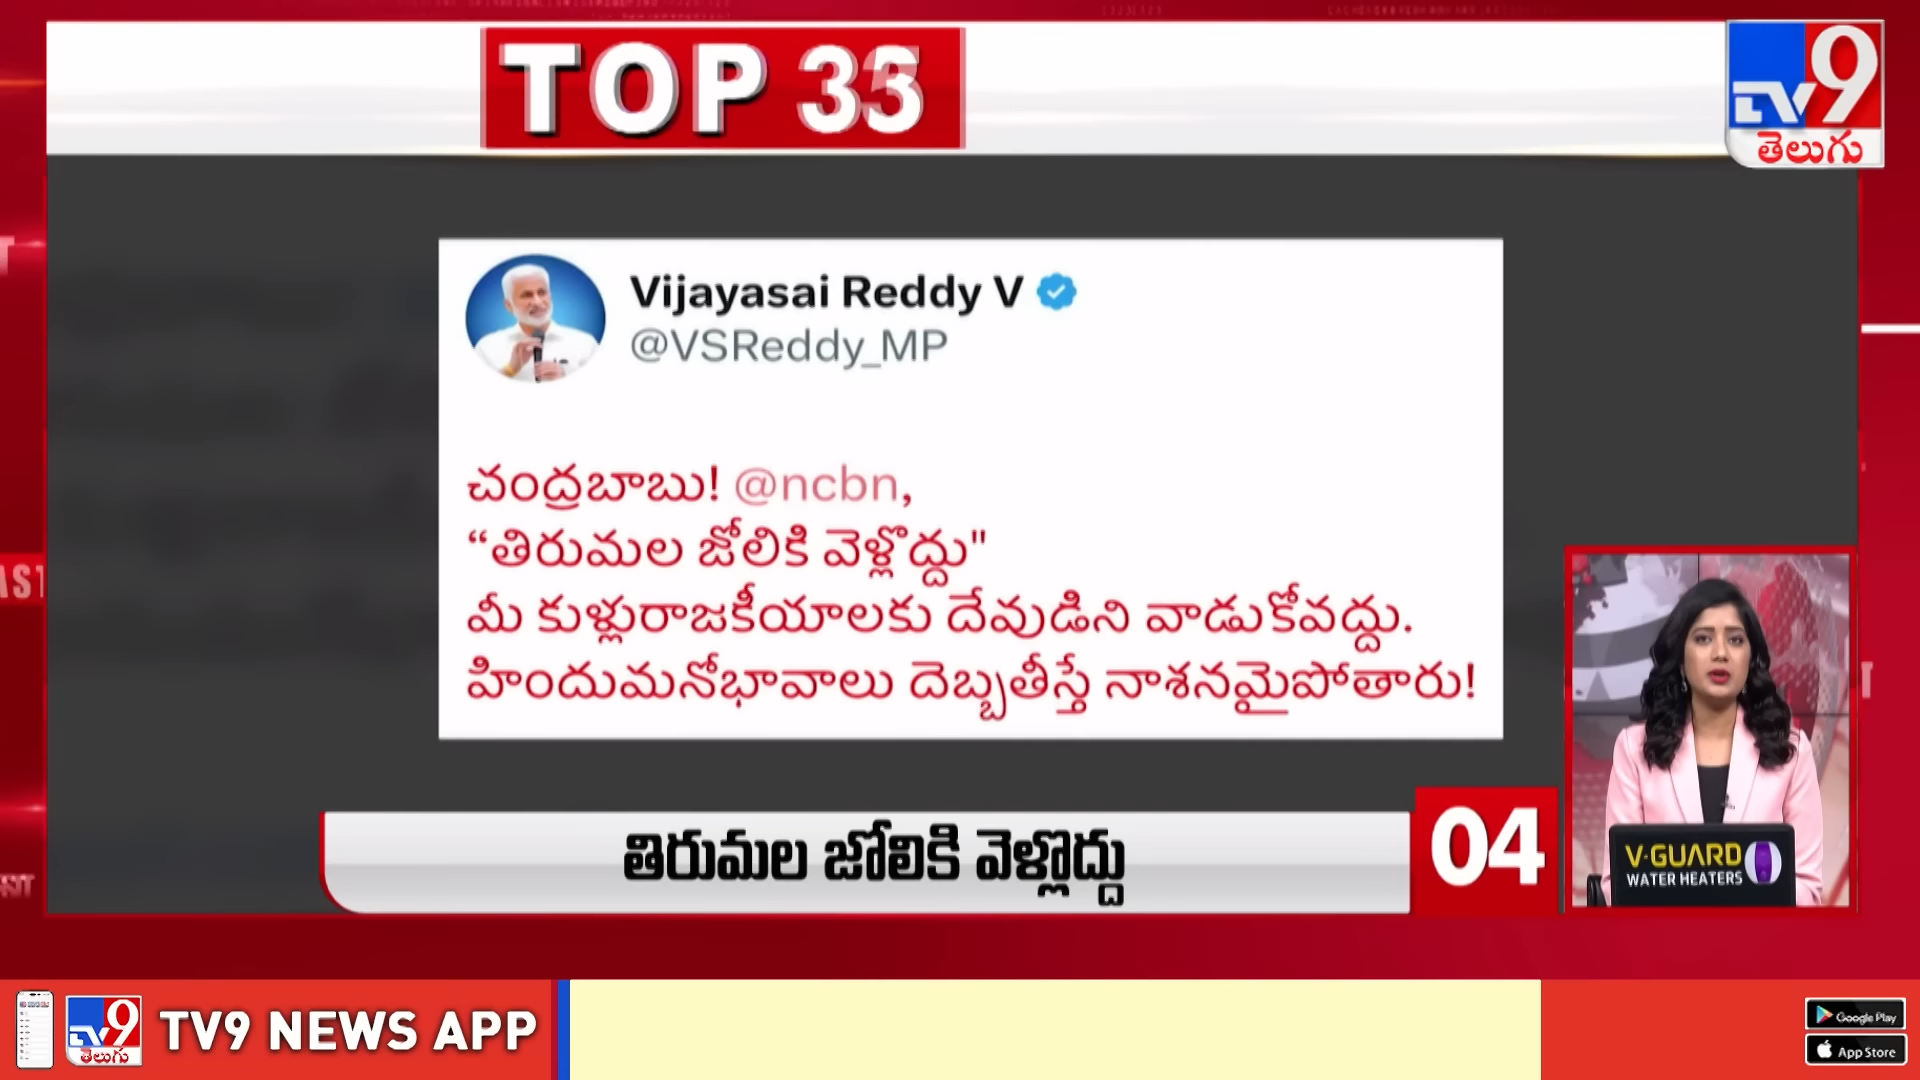 TOP 33
TV9
తెలుగు
Vijayasai Reddy V
@VSReddy_MP
చంద్రబాబు! @ncbn,
“తిరుమల జోలికి వెళ్లొద్దు"
మీ కుళ్లురాజకీయాలకు దేవుడిని వాడుకోవద్దు.
హిందుమనోభావాలు దెబ్బతీస్తే నాశనమైపోతారు!
తిరుమల జోలికి వెళ్లొద్దు
04
V-GUARD
WATER HEATERS
TV9
తెలుగు
TV9 NEWS APP
Google Play
App Store